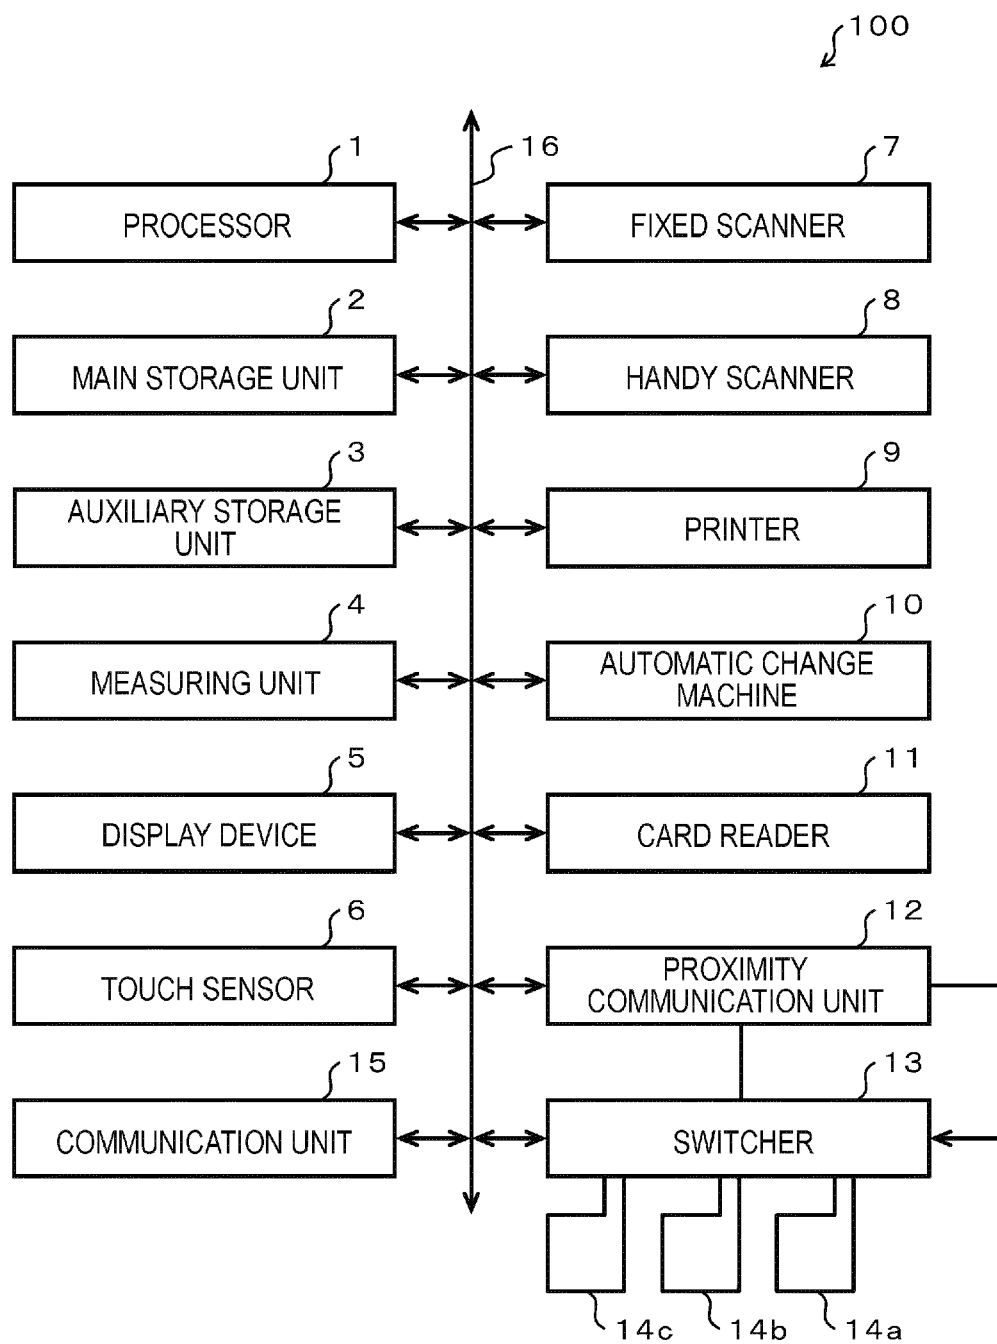 100
1
16
7
PROCESSOR
FIXED SCANNER
2
8
MAIN STORAGE UNIT
HANDY SCANNER
3
9
AUXILIARY STORAGE
UNIT
PRINTER
4
10
MEASURING UNIT
AUTOMATIC CHANGE
MACHINE
5
11
DISPLAY DEVICE
CARD READER
6
12
TOUCH SENSOR
PROXIMITY
COMMUNICATION UNIT
15
13
COMMUNICATION UNIT
SWITCHER
14c
14b
14a